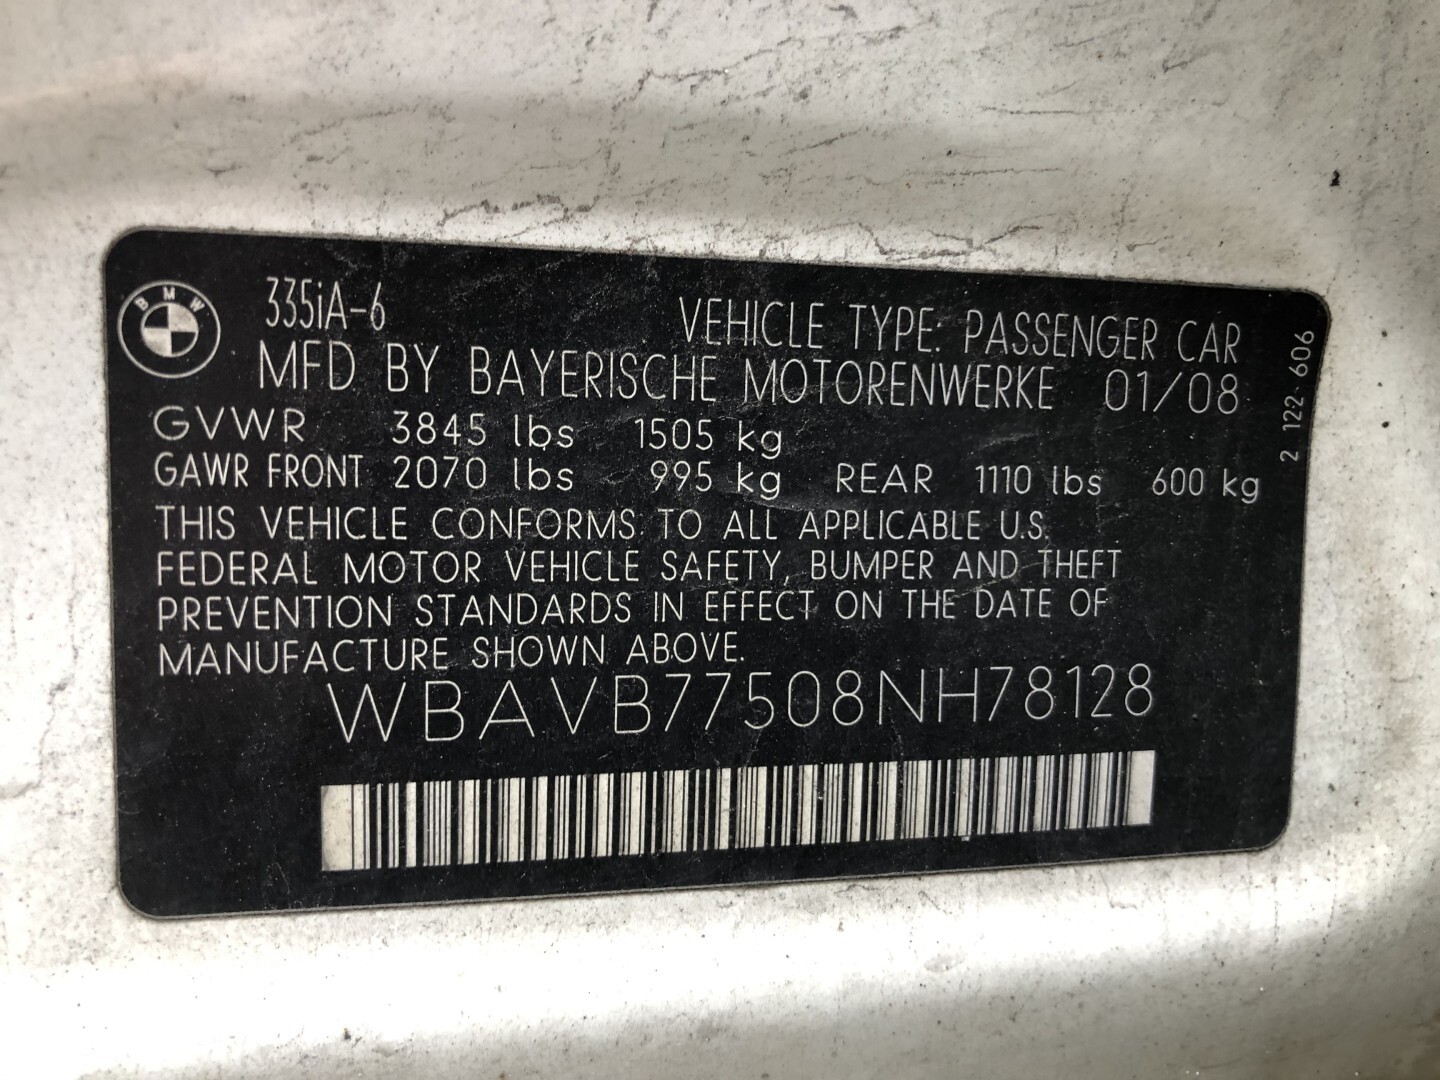 BMW
335iA-6
VEHICLE TYPE: PASSENGER CAR
MFD BY BAYERISCHE MOTORENWERKE 01/08
GVWR 3845 lbs 1505 kg
GAWR FRONT 2070 lbs 995 kg REAR 1110 lbs 600 kg
THIS VEHICLE CONFORMS TO ALL APPLICABLE U.S.
FEDERAL MOTOR VEHICLE SAFETY, BUMPER AND THEFT
PREVENTION STANDARDS IN EFFECT ON THE DATE OF
MANUFACTURE SHOWN ABOVE.
WBAVB77508NH78128
2 122 606